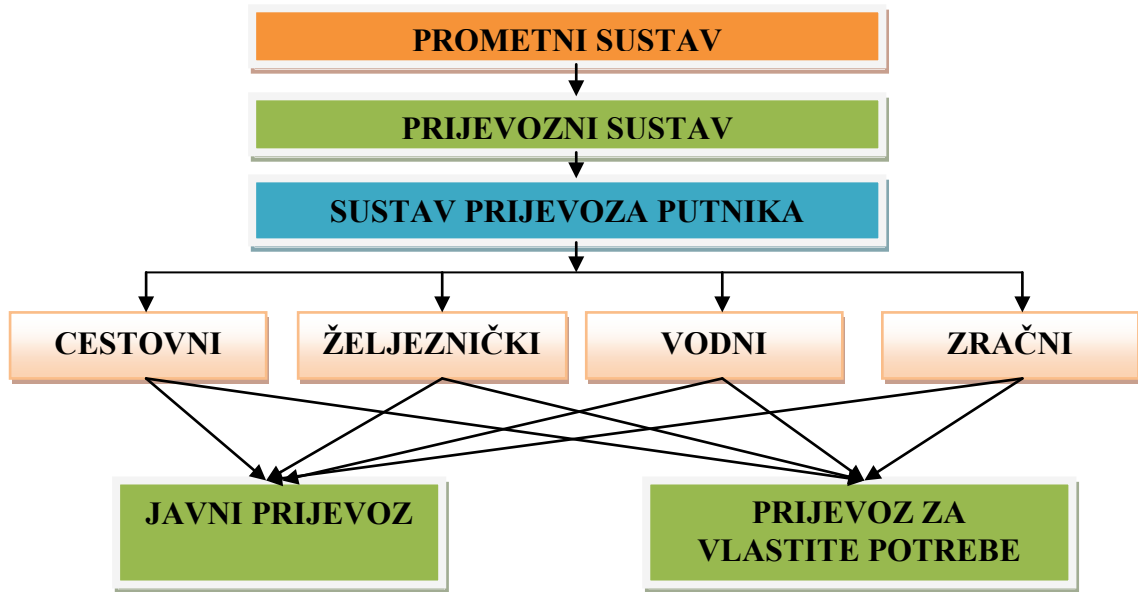 PROMETNI SUSTAV
PRIJEVOZNI SUSTAV
SUSTAV PRIJEVOZA PUTNIKA
CESTOVNI
ŽELJEZNIČKI
VODNI
ZRAČNI
JAVNI PRIJEVOZ
PRIJEVOZ ZA
VLASTITE POTREBE